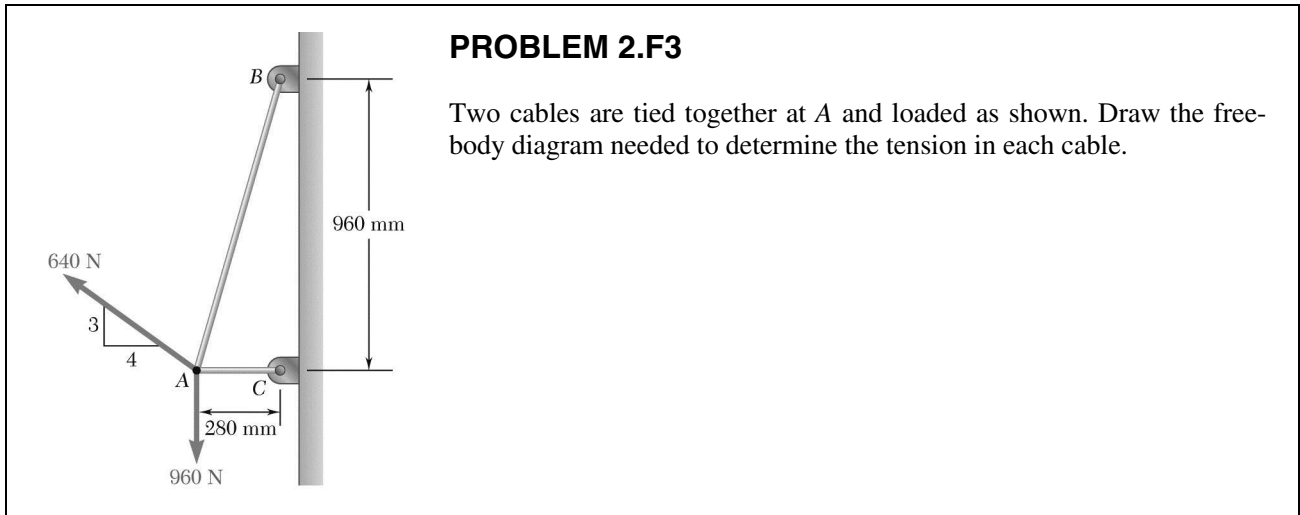 PROBLEM 2.F3
Two cables are tied together at A and loaded as shown. Draw the free-
body diagram needed to determine the tension in each cable.
B
960 mm
640 N
3
4
A
C
280 mm
960 N